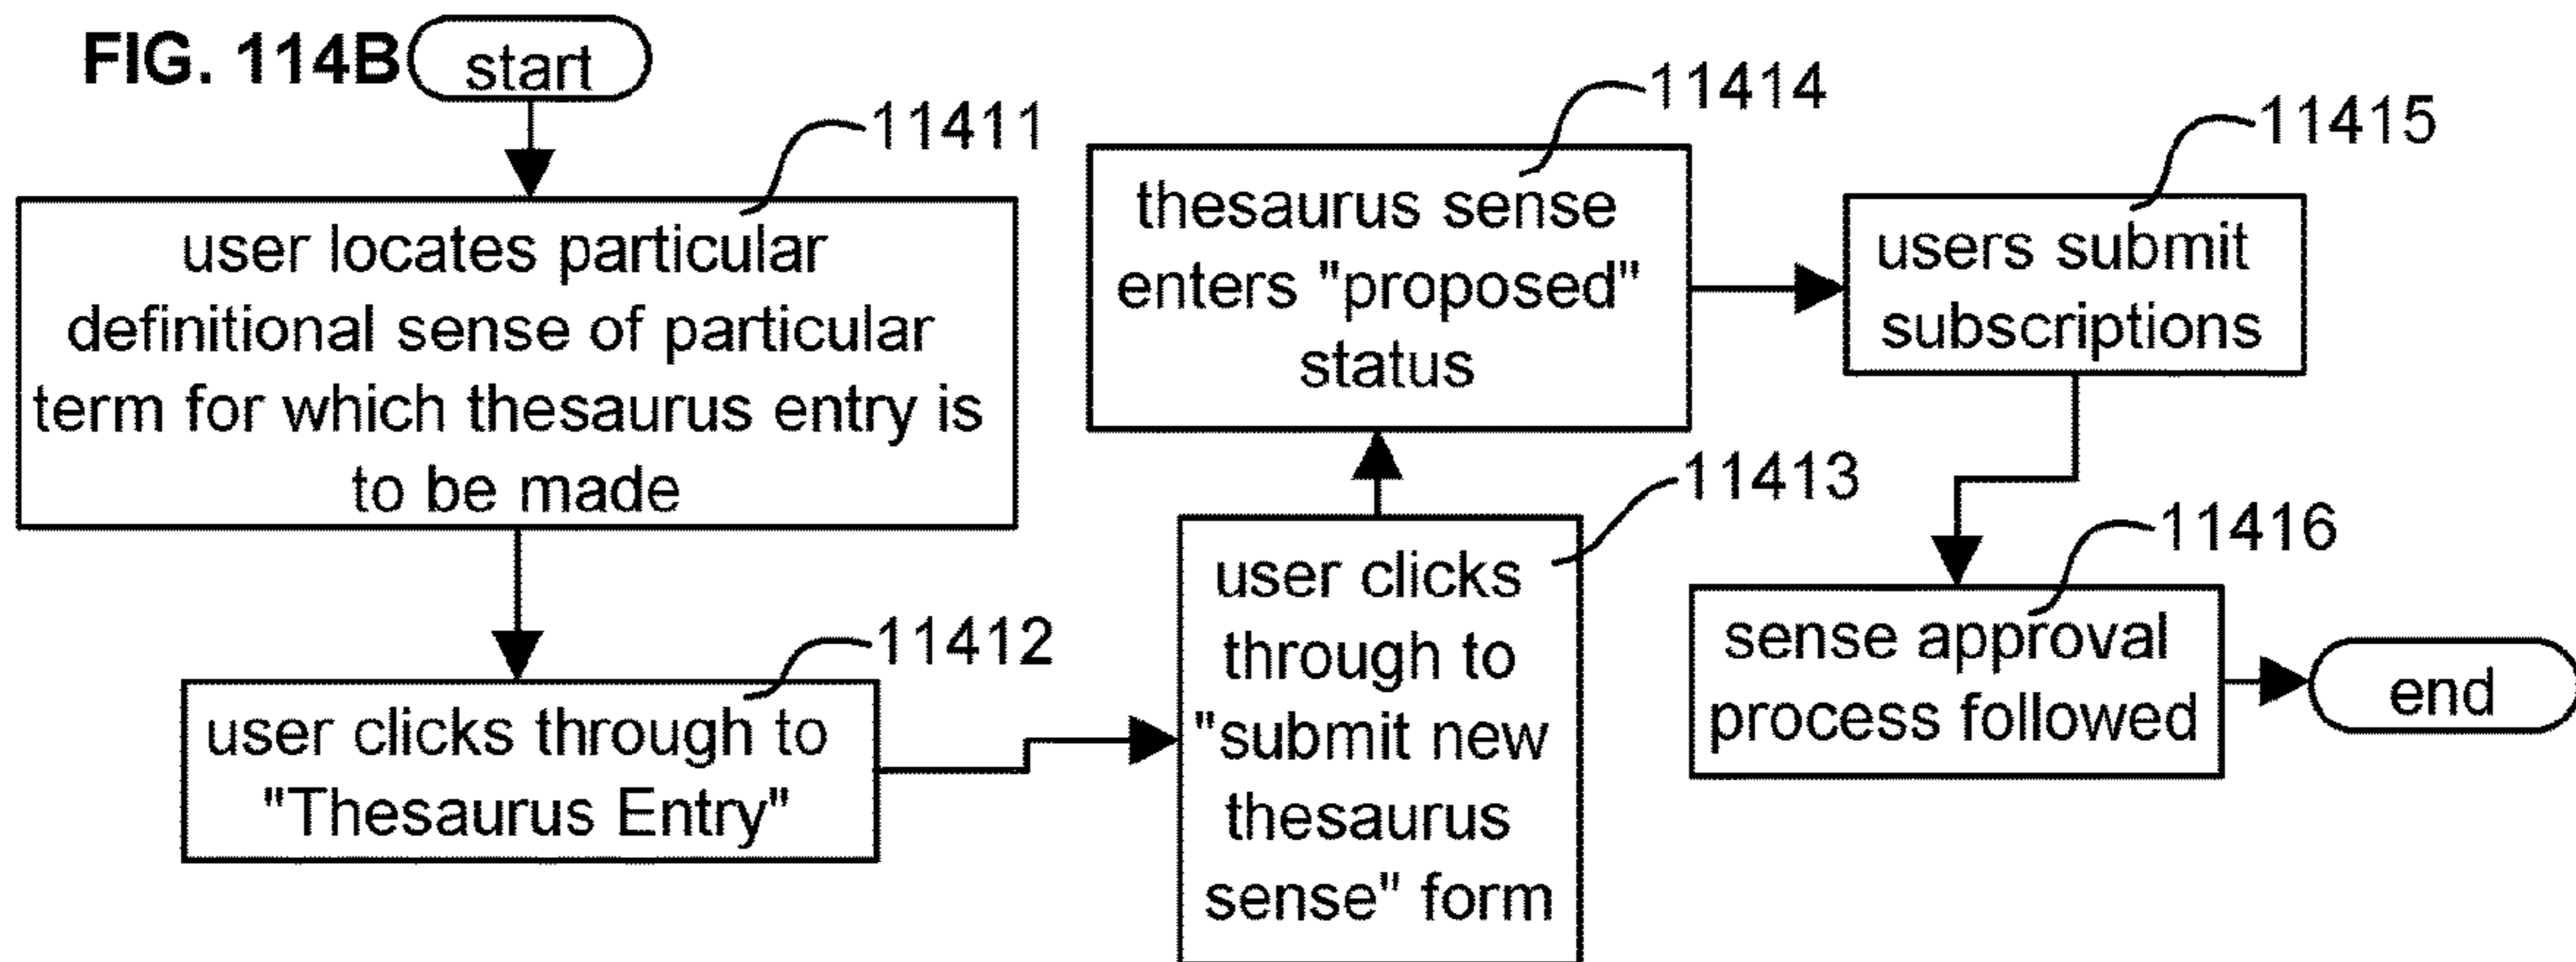 FIG. 114B
start
11411
user locates particular
definitional sense of particular
term for which thesaurus entry is
to be made
11412
user clicks through to
"Thesaurus Entry"
11413
user clicks
through to
"submit new
thesaurus
sense" form
11414
thesaurus sense
enters "proposed"
status
11415
users submit
subscriptions
11416
sense approval
process followed
end